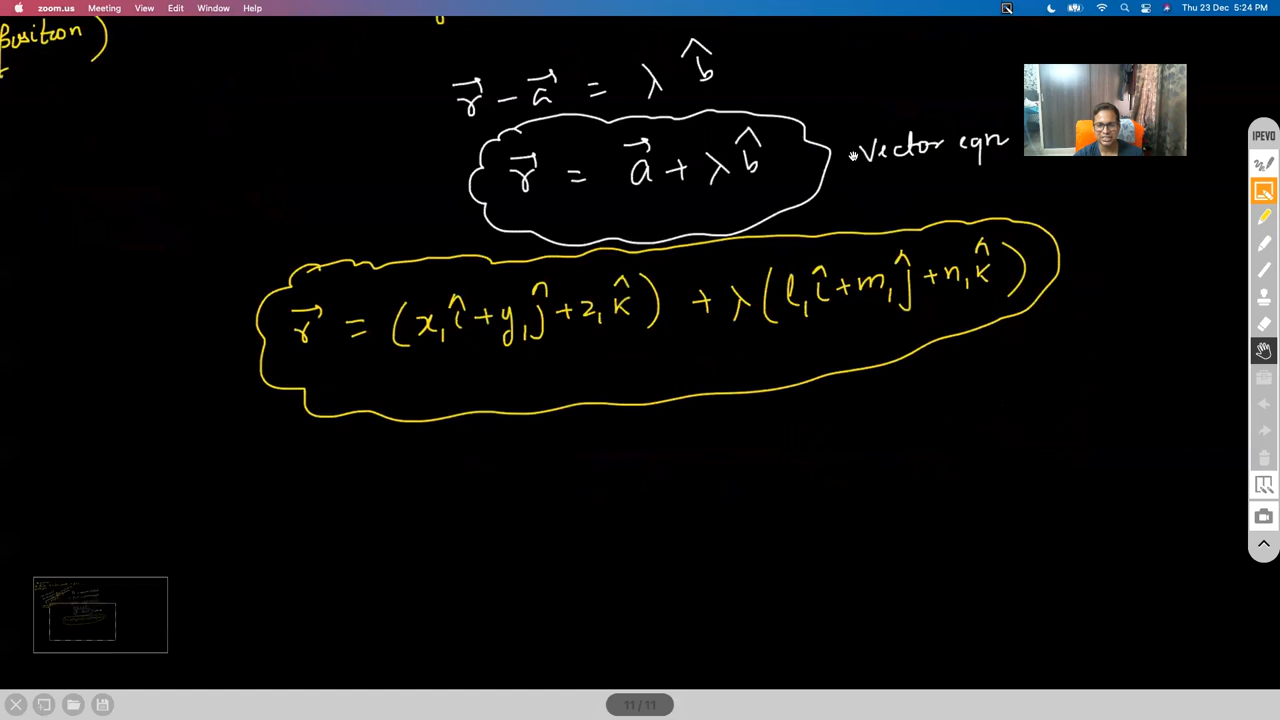 zoom.us Meeting View Edit Window Help Thu 23 Dec 5:24 PM
position)
r⃗ - a⃗ = λ b̂
r⃗ = a⃗ + λ b̂ Vector eqn
r⃗ = (x₁î + y₁ĵ + z₁k̂) + λ(l₁î + m₁ĵ + n₁k̂)
IPEVO
11 / 11